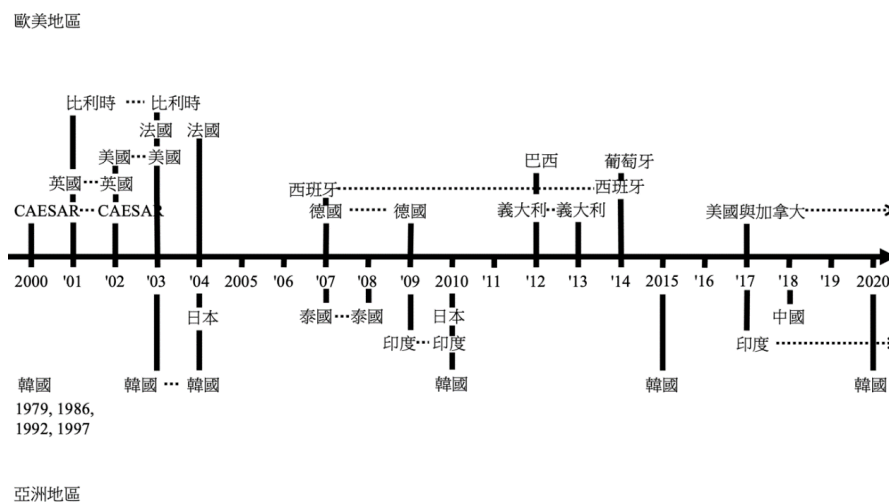 歐美地區
比利時 比利時
法國 法國
美國 美國 巴西 葡萄牙
英國 英國 西班牙 西班牙
CAESAR CAESAR 德國 德國 義大利 義大利 美國與加拿大
2000 '01 '02 '03 '04 2005 '06 '07 '08 '09 2010 '11 '12 '13 '14 2015 '16 '17 '18 '19 2020
日本 泰國 泰國 日本 中國
印度 印度 印度
韓國 韓國 韓國 韓國 韓國 韓國
1979, 1986,
1992, 1997
亞洲地區